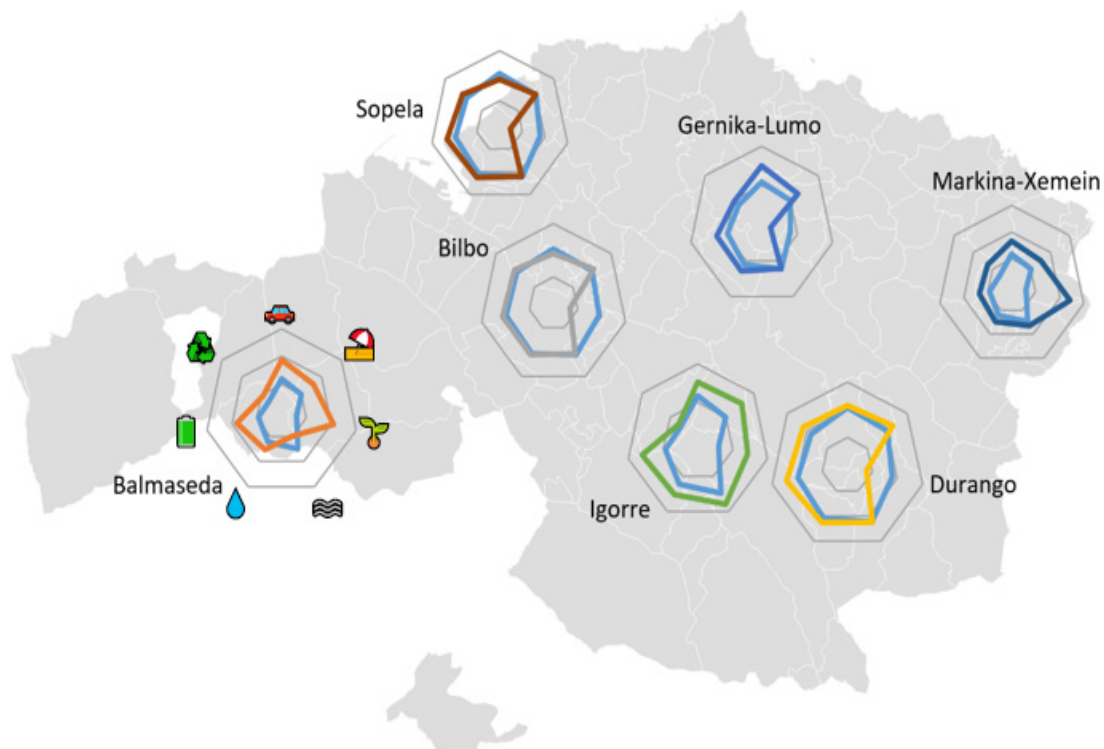 Sopela
Gernika-Lumo
Markina-Xemein
Bilbo
Balmaseda
Igorre
Durango